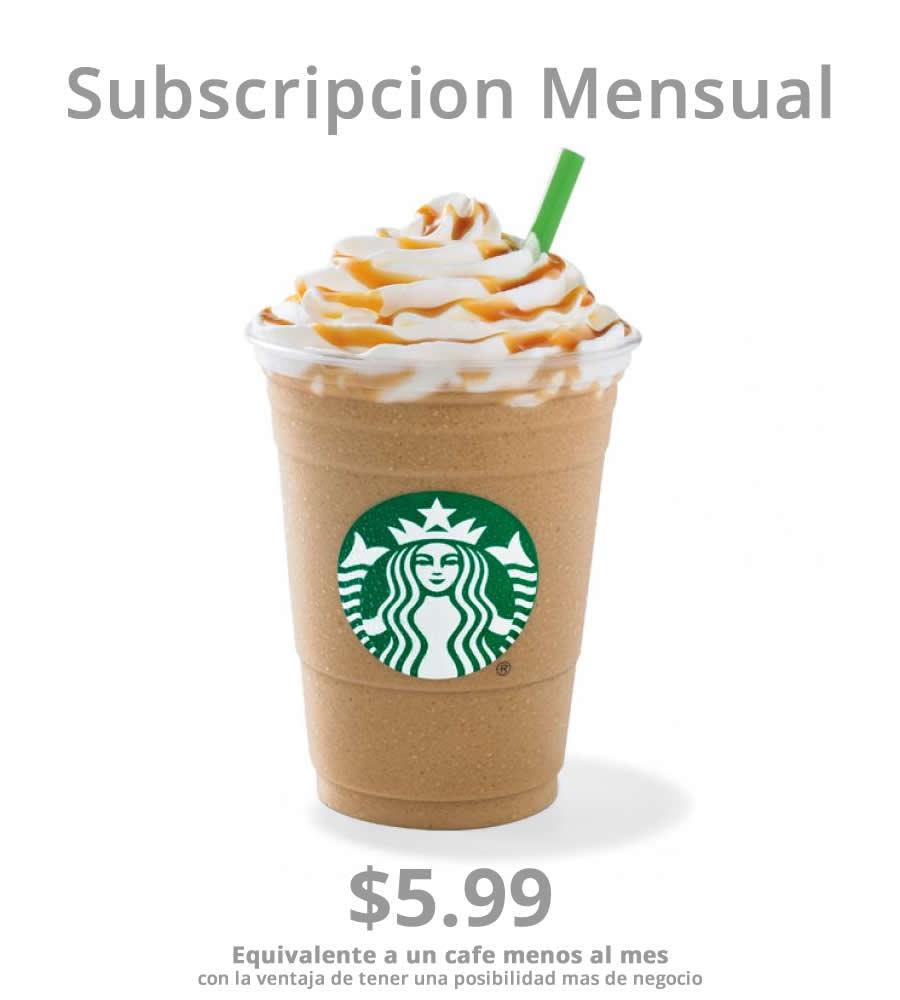 Subscripcion Mensual
®
$5.99
Equivalente a un cafe menos al mes
con la ventaja de tener una posibilidad mas de negocio